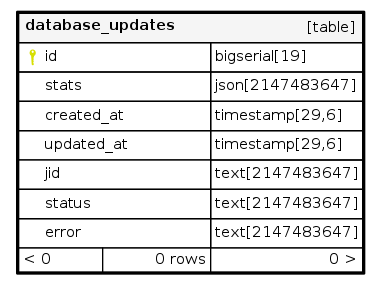 database_updates [table]
id bigserial[19]
stats json[2147483647]
created_at timestamp[29,6]
updated_at timestamp[29,6]
jid text[2147483647]
status text[2147483647]
error text[2147483647]
< 0 0 rows 0 >